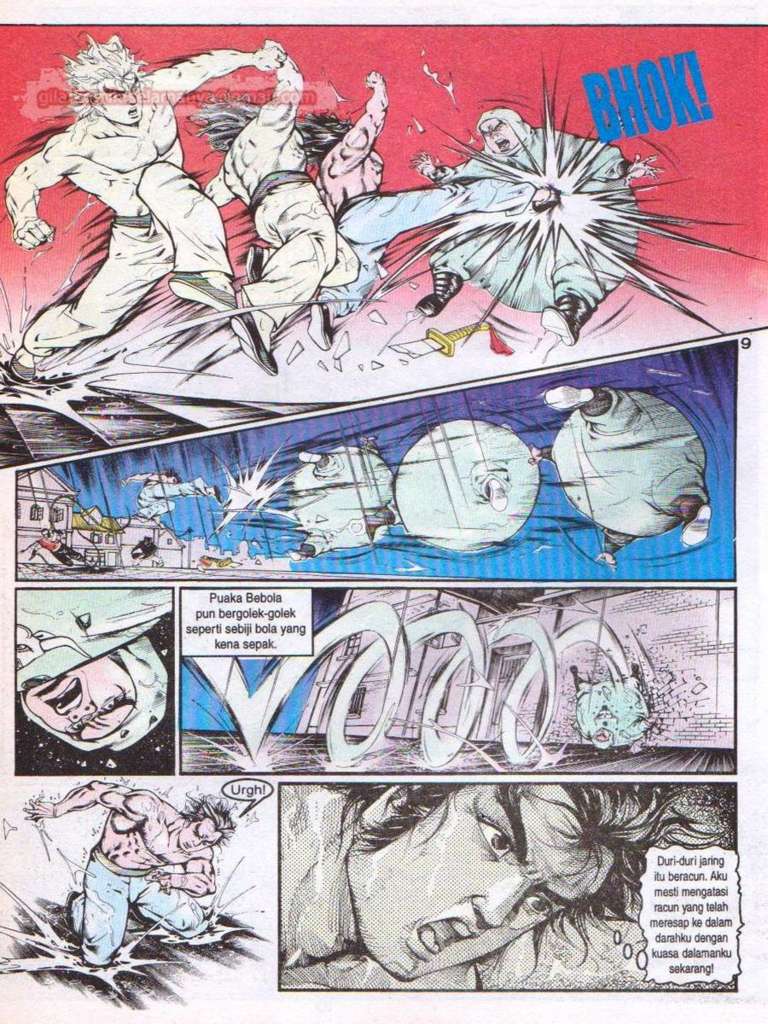 BHOK!
9
Puaka Bebola
pun bergolek-golek
seperti sebiji bola yang
kena sepak.
Urgh!
Duri-duri jaring
itu beracun. Aku
mesti mengatasi
racun yang telah
meresap ke dalam
darahku dengan
kuasa dalamanku
sekarang!